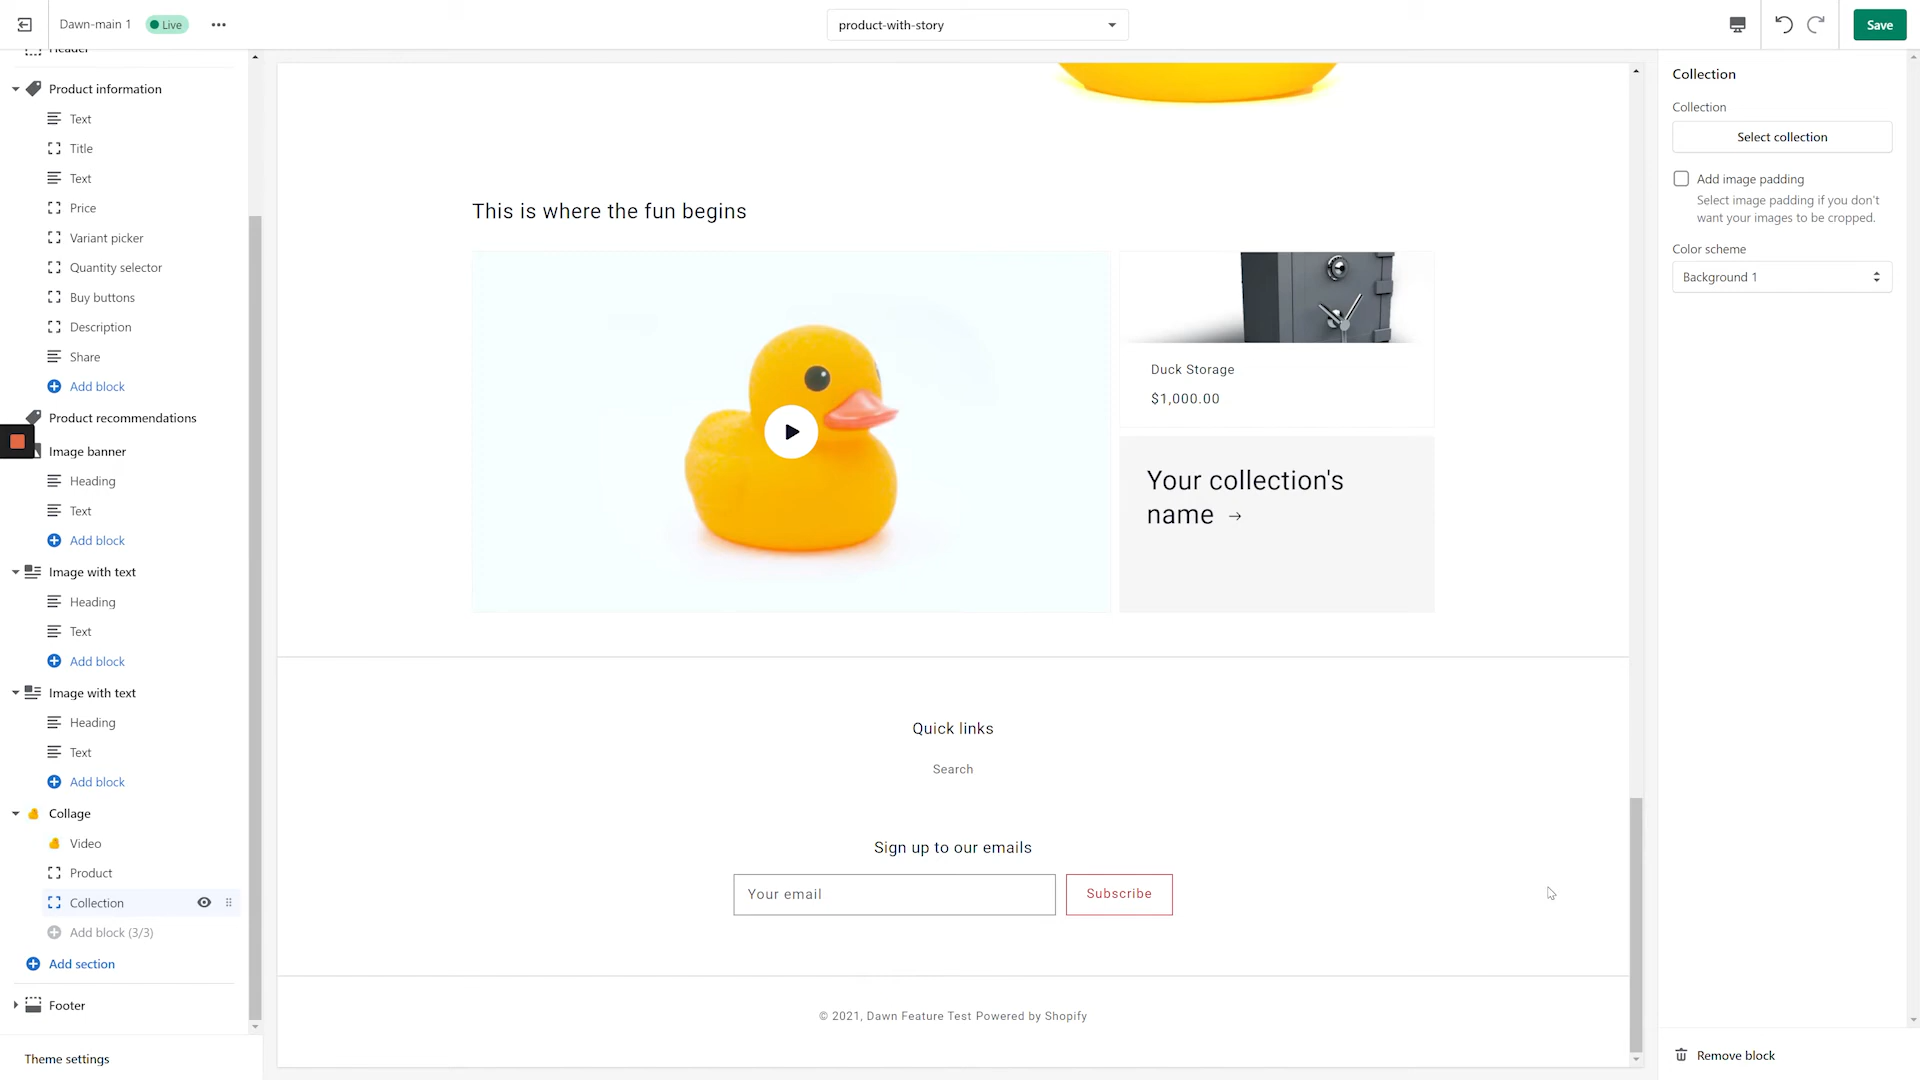 Dawn-main 1
Live
product-with-story
Save
Header
Product information
Text
Title
Text
Price
Variant picker
Quantity selector
Buy buttons
Description
Share
Add block
Product recommendations
Image banner
Heading
Text
Add block
Image with text
Heading
Text
Add block
Image with text
Heading
Text
Add block
Collage
Video
Product
Collection
Add block (3/3)
Add section
Footer
Theme settings
This is where the fun begins
Duck Storage
$1,000.00
Your collection's
name →
Quick links
Search
Sign up to our emails
Your email
Subscribe
© 2021, Dawn Feature Test Powered by Shopify
Collection
Collection
Select collection
Add image padding
Select image padding if you don't
want your images to be cropped.
Color scheme
Background 1
Remove block